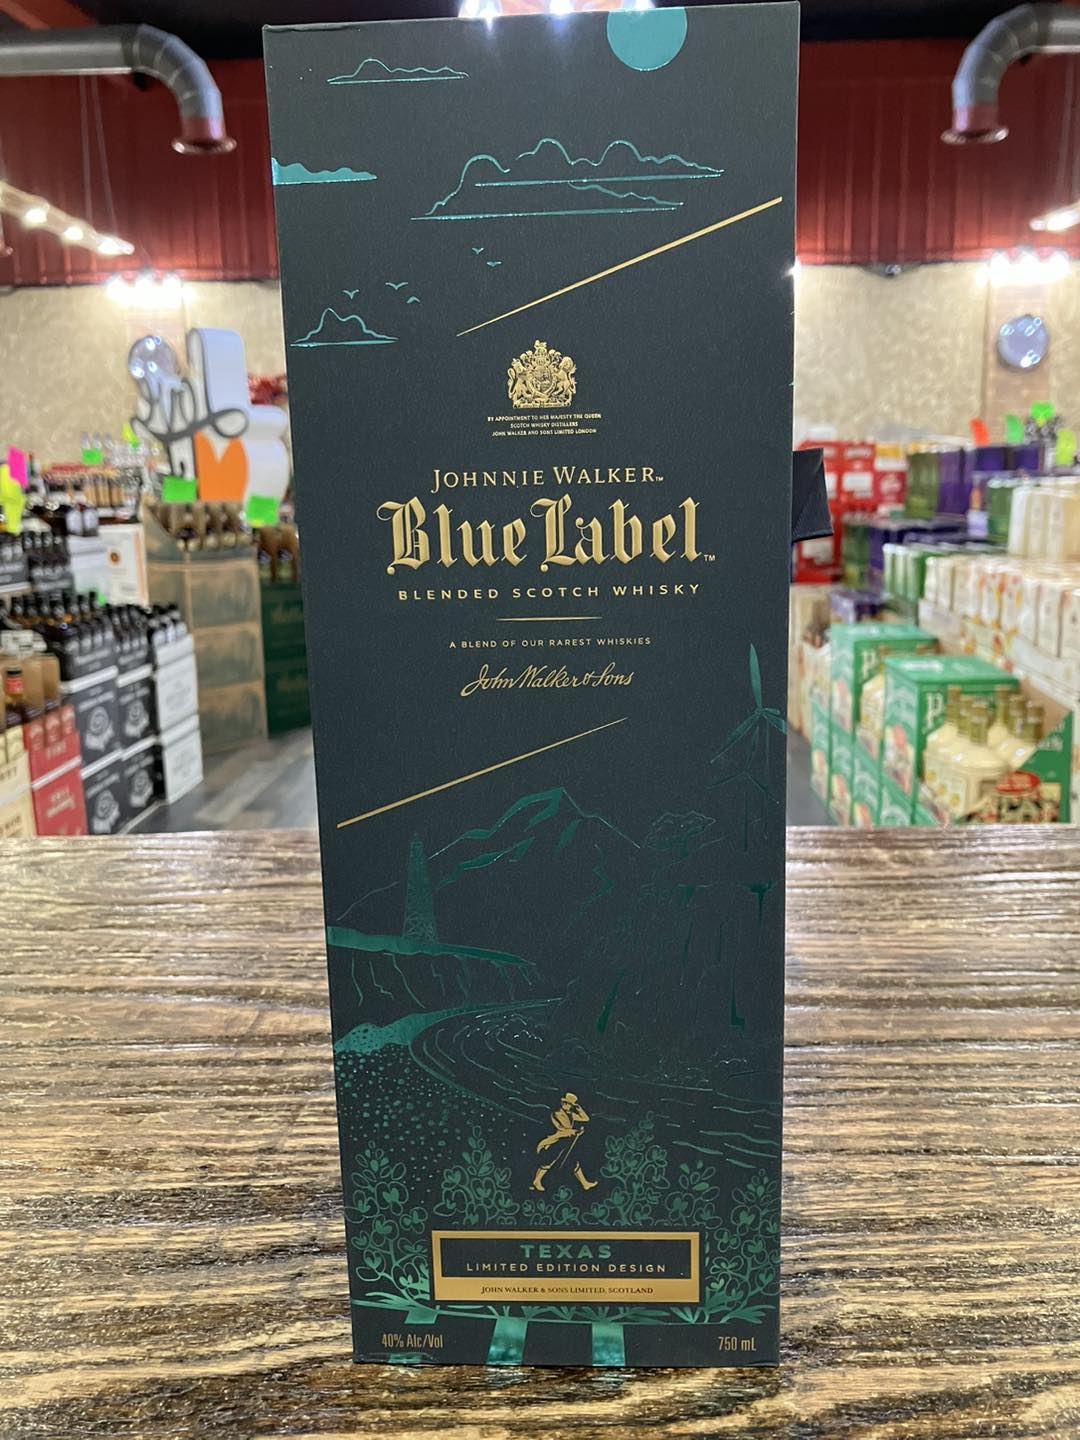 BY APPOINTMENT TO HER MAJESTY THE QUEEN
SCOTCH WHISKY DISTILLERS
JOHN WALKER AND SONS LIMITED LONDON
JOHNNIE WALKER™
Blue Label™
BLENDED SCOTCH WHISKY
A BLEND OF OUR RAREST WHISKIES
John Walker & Sons
TEXAS
LIMITED EDITION DESIGN
JOHN WALKER & SONS LIMITED, SCOTLAND
40% Alc/Vol
750 mL